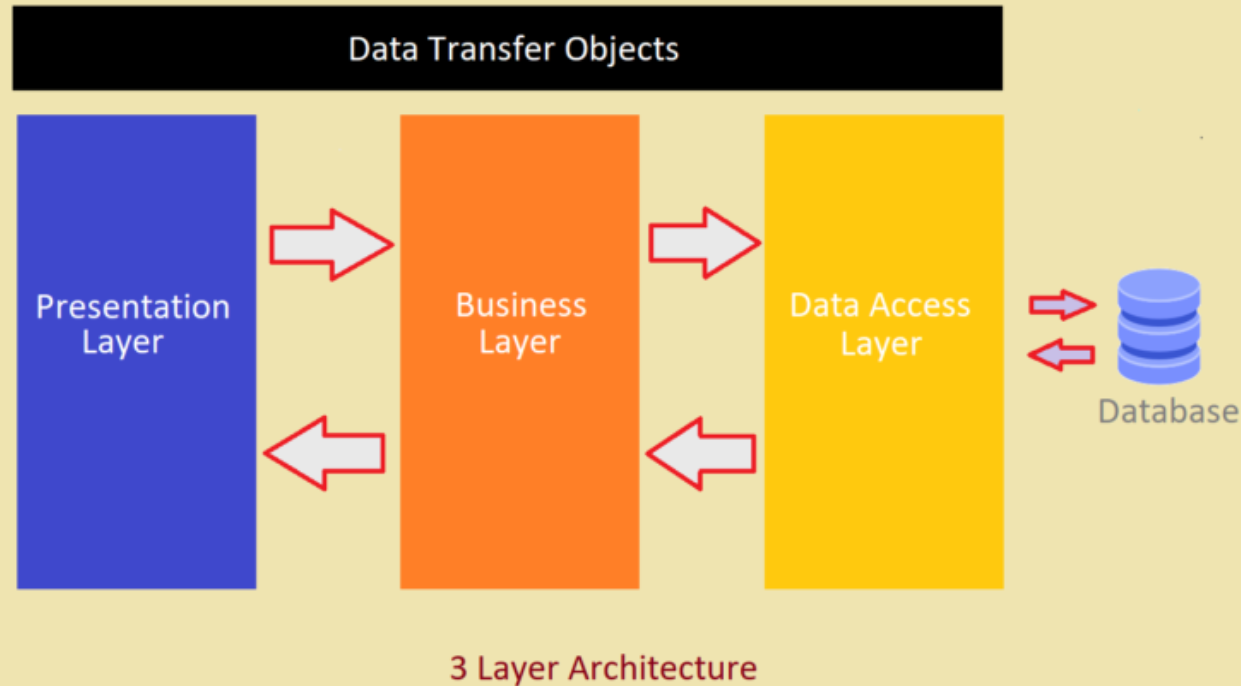 Data Transfer Objects
Presentation
Layer
Business
Layer
Data Access
Layer
Database
3 Layer Architecture